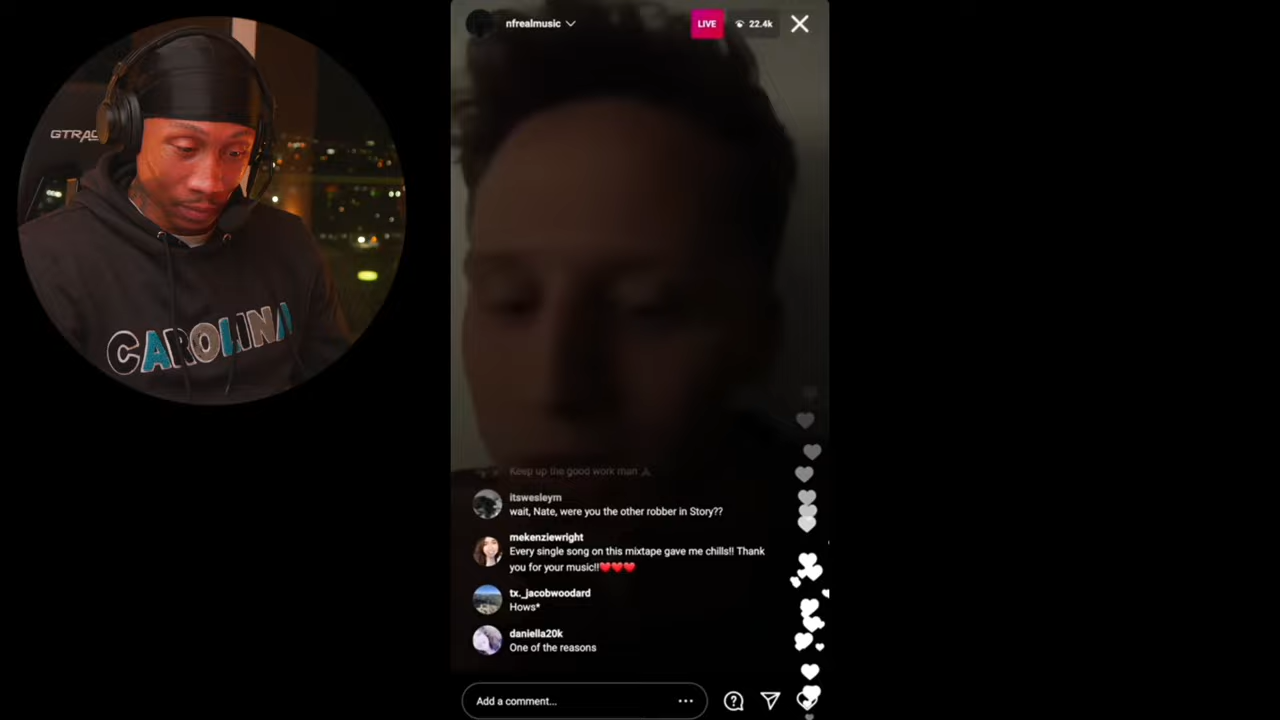 nfrealmusic
LIVE
22.4k
GTRAC
CAROLINA
Keep up the good work man
itswesleym
wait, Nate, were you the other robber in Story??
mekenziewright
Every single song on this mixtape gave me chills!! Thank
you for your music!!❤❤❤
tx._jacobwoodard
Hows*
daniella20k
One of the reasons
Add a comment...